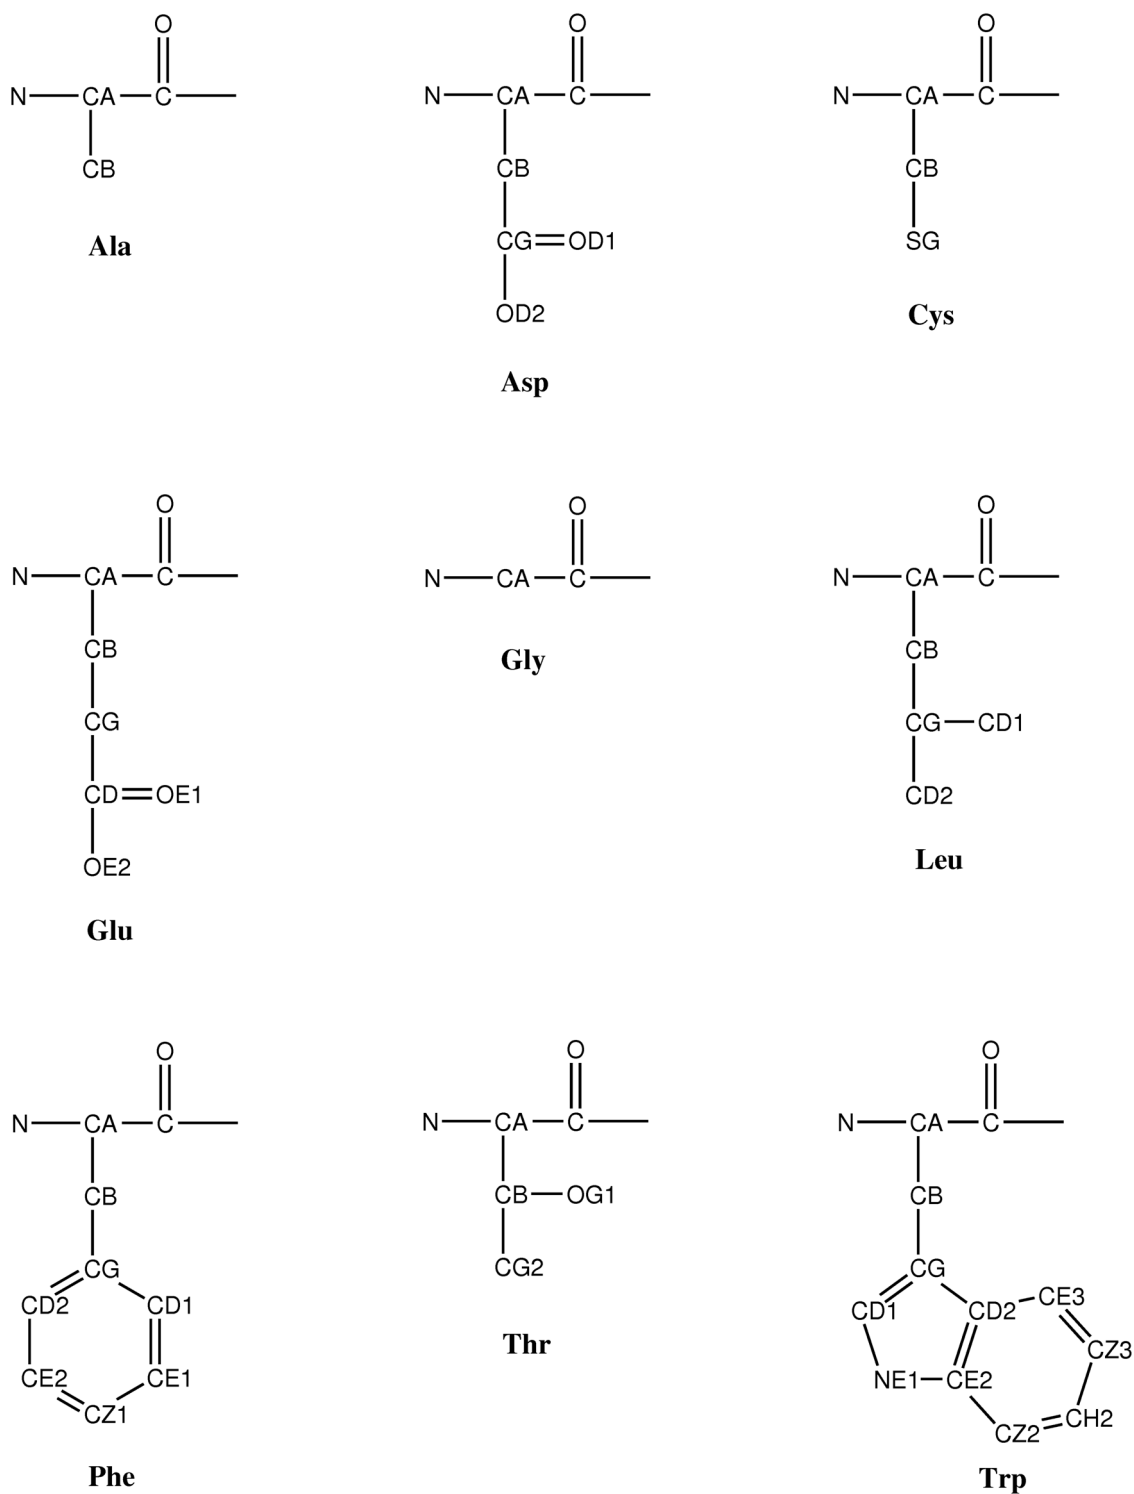 O O O
N CA C N CA C N CA C
CB CB CB
Ala CG OD1 SG
OD2 Cys
Asp
O O O
N CA C N CA C N CA C
CB Gly CB
CG CG CD1
CD OE1 CD2
OE2 Leu
Glu
O O O
N CA C N CA C N CA C
CB CB OG1 CB
CG CG2 CG
CD2 CD1 Thr CD1 CD2 CE3
CZ3
CE2 CE1 NE1 CE2
CZ1 CZ2 CH2
Phe Trp